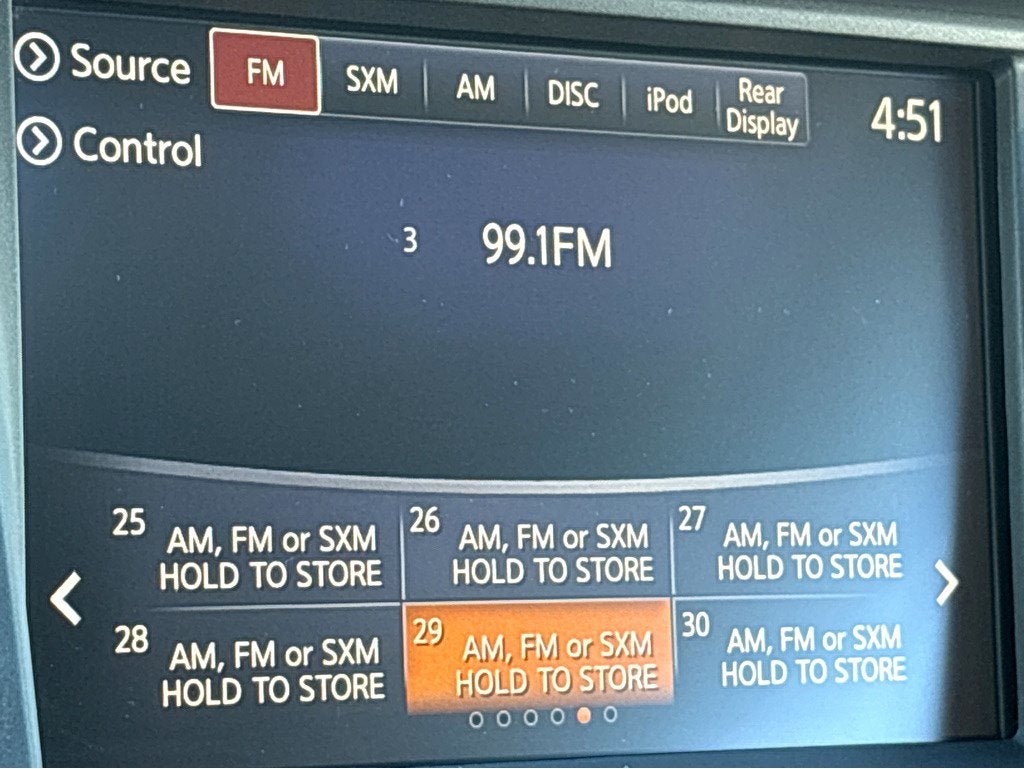 Source FM SXM AM DISC iPod Rear Display 4:51
Control
3 99.1FM
25 AM, FM or SXM
HOLD TO STORE
26 AM, FM or SXM
HOLD TO STORE
27 AM, FM or SXM
HOLD TO STORE
28 AM, FM or SXM
HOLD TO STORE
29 AM, FM or SXM
HOLD TO STORE
30 AM, FM or SXM
HOLD TO STORE